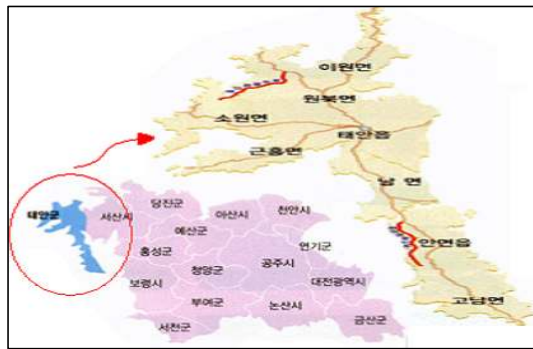 이원면
원북면
소원면
태안읍
근흥면
남 면
안면읍
고남면
태안군
서산시
당진군
아산시
천안시
예산군
홍성군
연기군
청양군
공주시
보령시
대전광역시
부여군
논산시
서천군
금산군